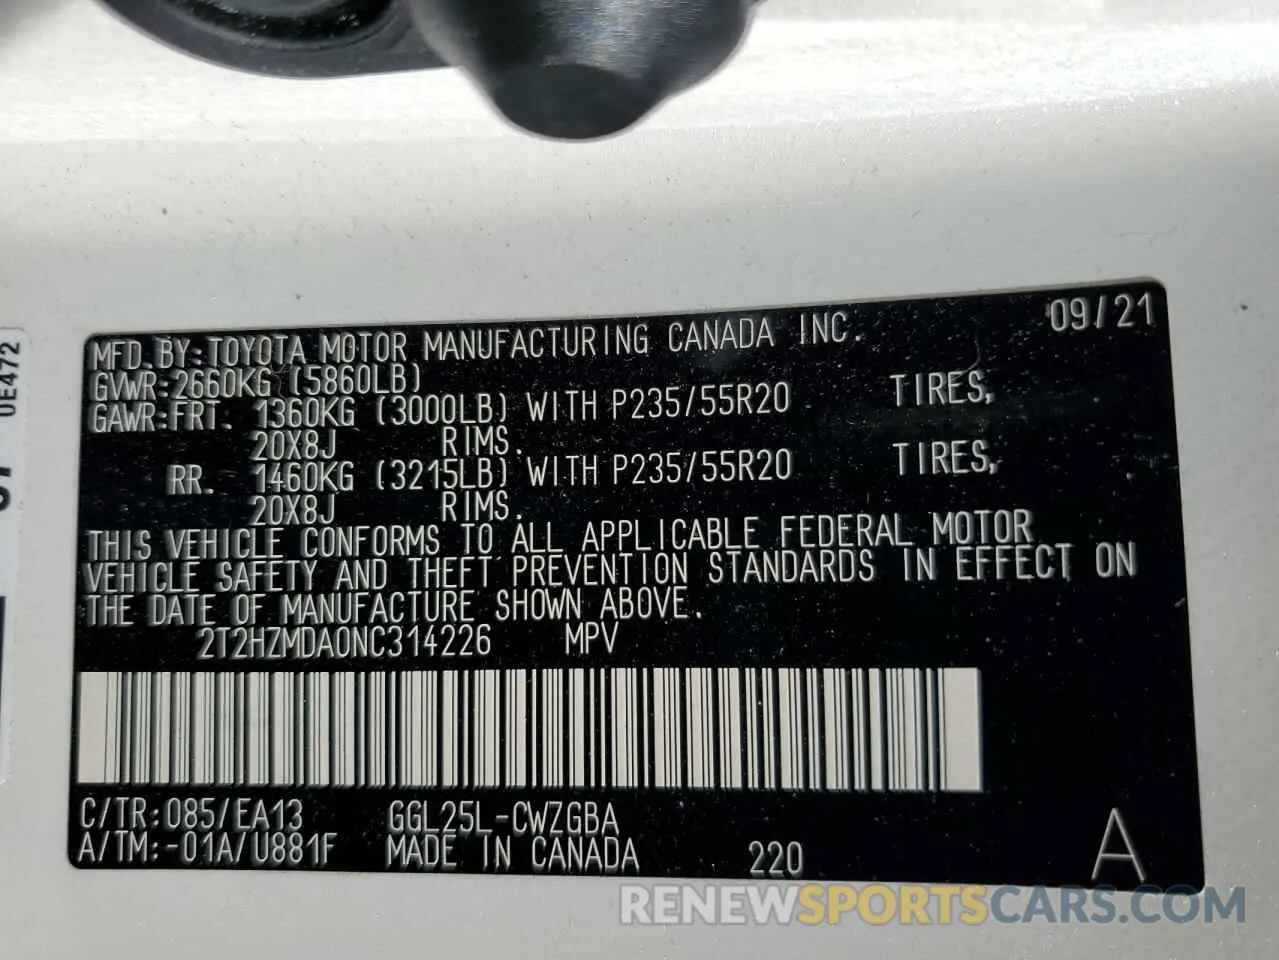 09/21
MFD.BY:TOYOTA MOTOR MANUFACTURING CANADA INC.
GVWR:2660KG (5860LB)
GAWR:FRT. 1360KG (3000LB) WITH P235/55R20 TIRES,
20X8J RIMS.
RR. 1460KG (3215LB) WITH P235/55R20 TIRES,
20X8J RIMS.
THIS VEHICLE CONFORMS TO ALL APPLICABLE FEDERAL MOTOR
VEHICLE SAFETY AND THEFT PREVENTION STANDARDS IN EFFECT ON
THE DATE OF MANUFACTURE SHOWN ABOVE.
2T2HZMDA0NC314226 MPV
C/TR:085/EA13 GGL25L-CWZGBA
A/TM:-01A/U881F MADE IN CANADA 220 A
0E472
RENEWSPORTSCARS.COM